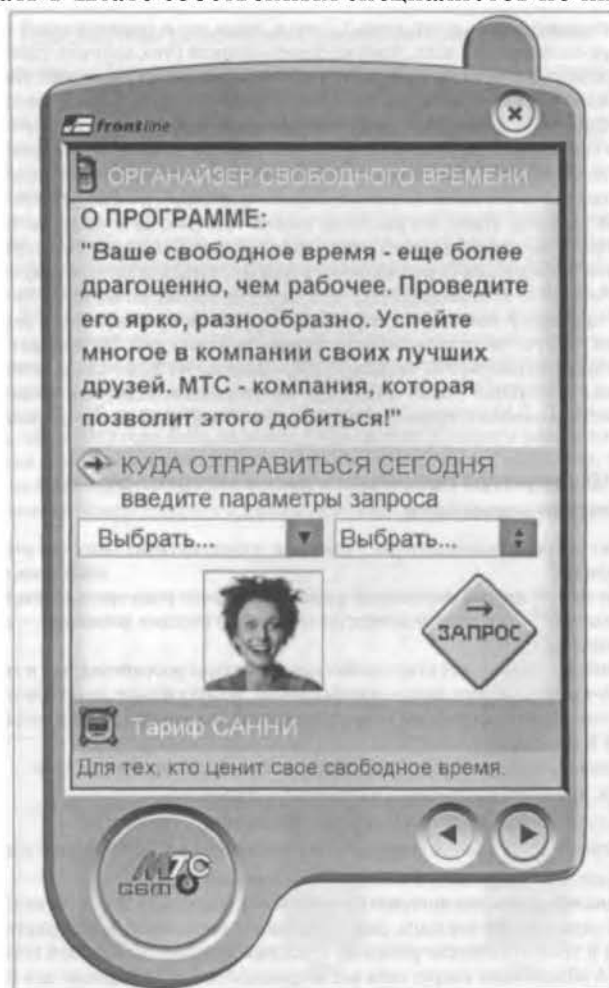 frontline
ОРГАНАЙЗЕР СВОБОДНОГО ВРЕМЕНИ
О ПРОГРАММЕ:
"Ваше свободное время - еще более
драгоценно, чем рабочее. Проведите
его ярко, разнообразно. Успейте
многое в компании своих лучших
друзей. МТС - компания, которая
позволит этого добиться!"
КУДА ОТПРАВИТЬСЯ СЕГОДНЯ
введите параметры запроса
Выбрать... Выбрать...
ЗАПРОС
Тариф САННИ
Для тех, кто ценит свое свободное время.
МТС
GSM